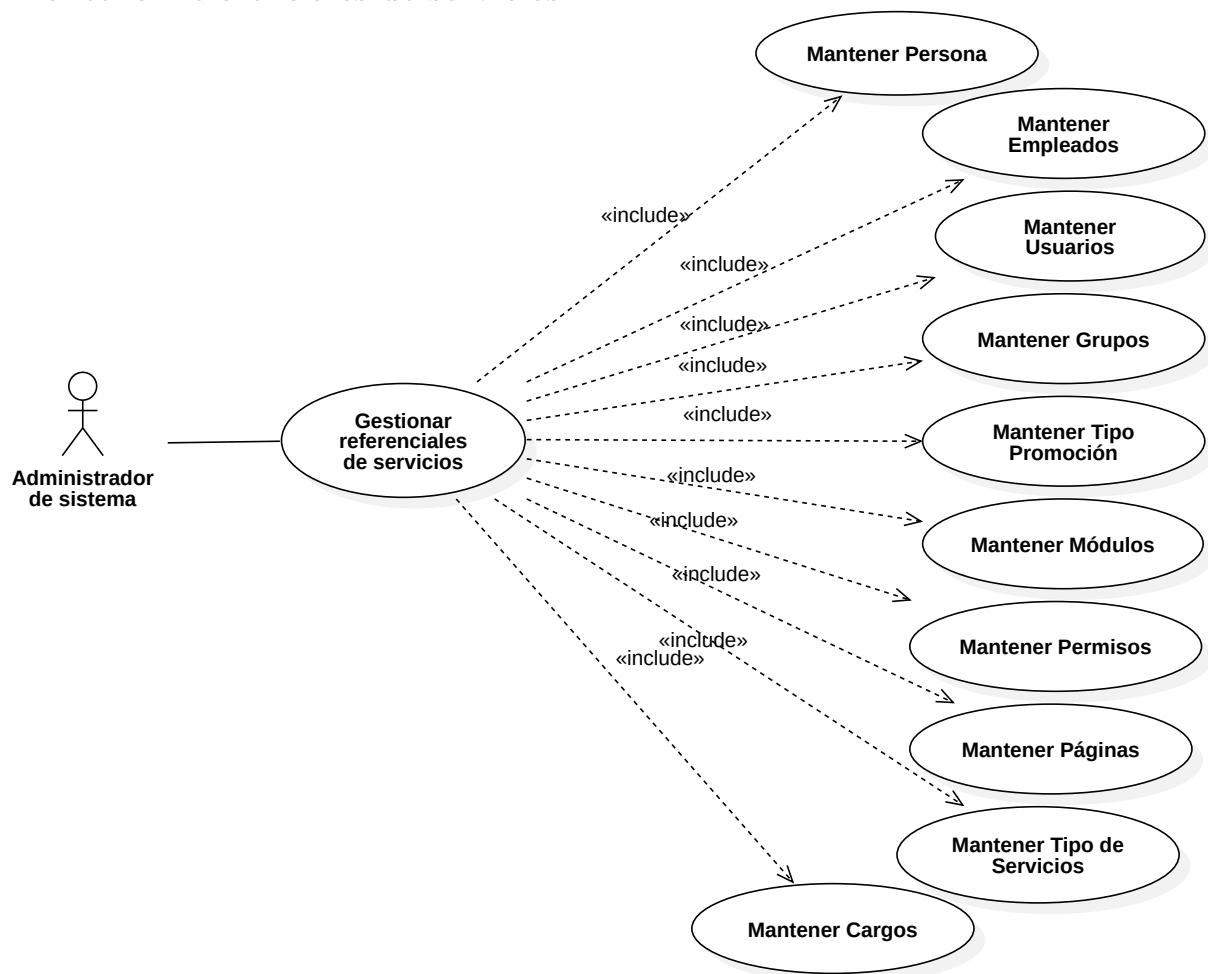 Mantener Persona
Mantener
Empleados
«include»
Mantener
Usuarios
«include»
«include»
Mantener Grupos
«include»
Gestionar
referenciales
de servicios
«include»
Mantener Tipo
Promoción
Administrador
de sistema
«include»
«include»
Mantener Módulos
«include»
«include»
«include»
Mantener Permisos
Mantener Páginas
Mantener Tipo de
Servicios
Mantener Cargos